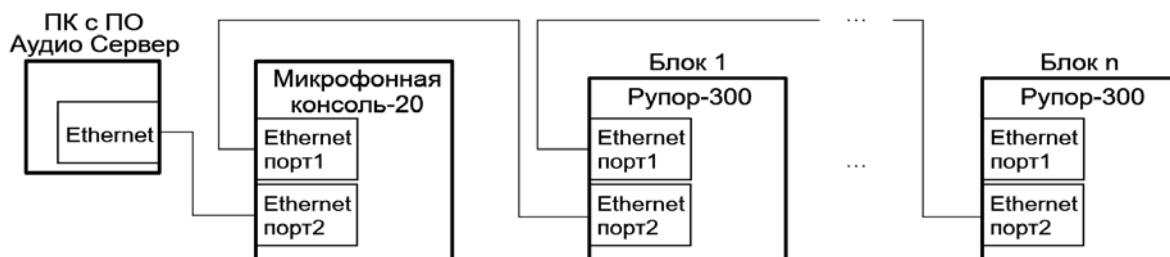 ПК с ПО
Аудио Сервер
Ethernet
Микрофонная
консоль-20
Ethernet
порт1
Ethernet
порт2
Блок 1
Рупор-300
Ethernet
порт1
Ethernet
порт2
...
...
Блок n
Рупор-300
Ethernet
порт1
Ethernet
порт2